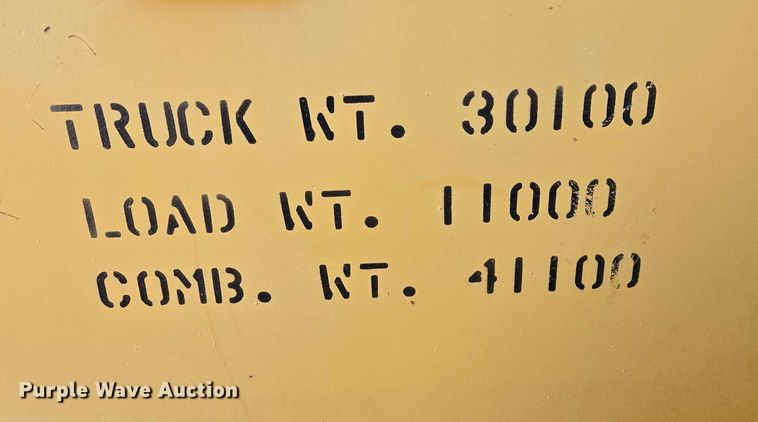 TRUCK WT. 30100
LOAD WT. 11000
COMB. WT. 41100
Purple Wave Auction